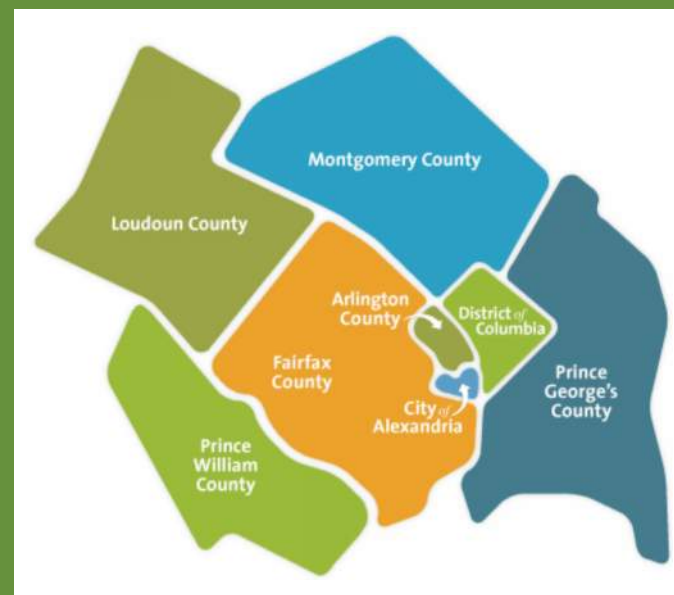 Montgomery County
Loudoun County
Arlington
County
District of
Columbia
Fairfax
County
Prince
George's
County
City of
Alexandria
Prince
William
County